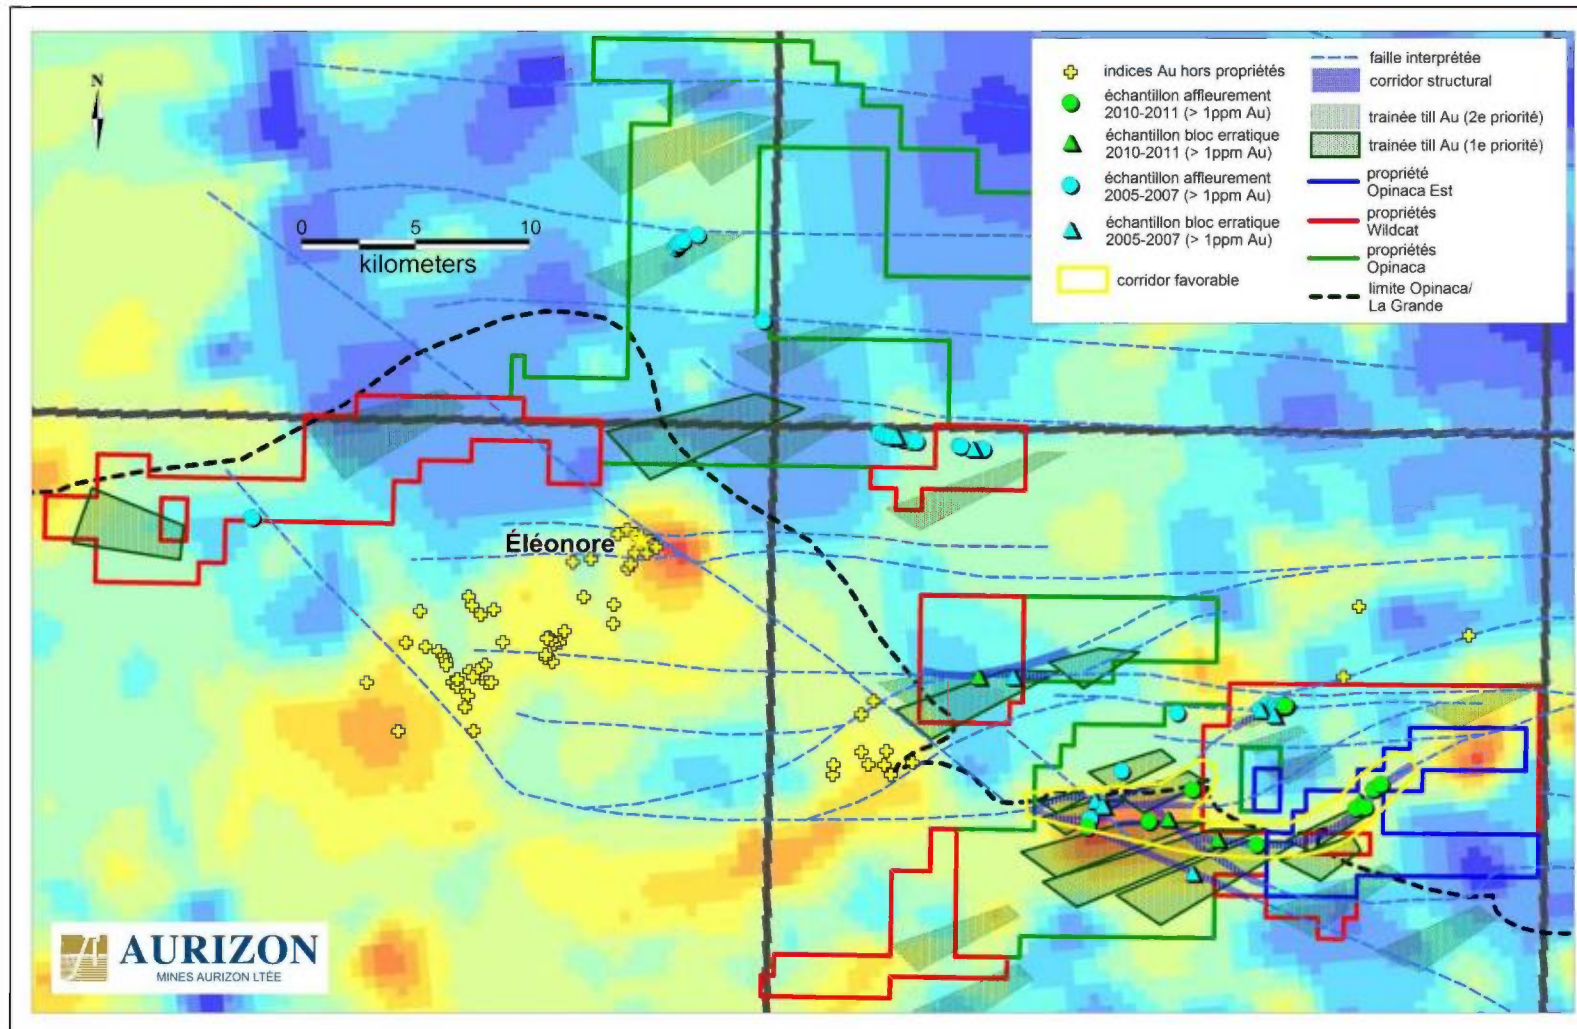 N
0 5 10
kilometers
Éléonore
indices Au hors propriétés
échantillon affleurement
2010-2011 (> 1ppm Au)
échantillon bloc erratique
2010-2011 (> 1ppm Au)
échantillon affleurement
2005-2007 (> 1ppm Au)
échantillon bloc erratique
2005-2007 (> 1ppm Au)
corridor favorable
faille interprétée
corridor structural
trainée till Au (2e priorité)
trainée till Au (1e priorité)
propriété
Opinaca Est
propriétés
Wildcat
propriétés
Opinaca
limite Opinaca/
La Grande
AURIZON
MINES AURIZON LTÉE